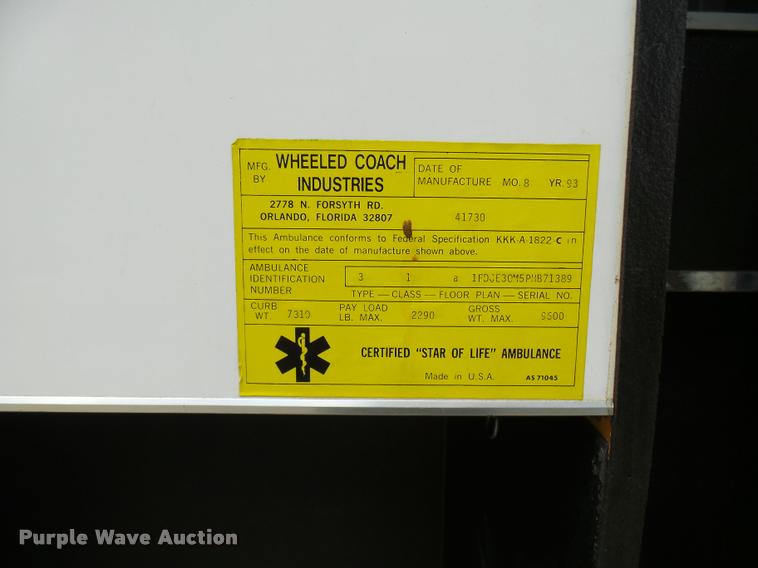 MFG. BY WHEELED COACH INDUSTRIES
DATE OF MANUFACTURE MO. 8 YR. 93
2778 N. FORSYTH RD.
ORLANDO, FLORIDA 32807 41730
This Ambulance conforms to Federal Specification KKK-A-1822-C in
effect on the date of manufacture shown above.
AMBULANCE IDENTIFICATION NUMBER
3 1 a 1FDJE30M5PHB71389
TYPE — CLASS — FLOOR PLAN — SERIAL NO.
CURB WT. 7310 PAY LOAD LB. MAX. 2290 GROSS WT. MAX. 9600
CERTIFIED "STAR OF LIFE" AMBULANCE
Made in U.S.A. AS 71045
Purple Wave Auction